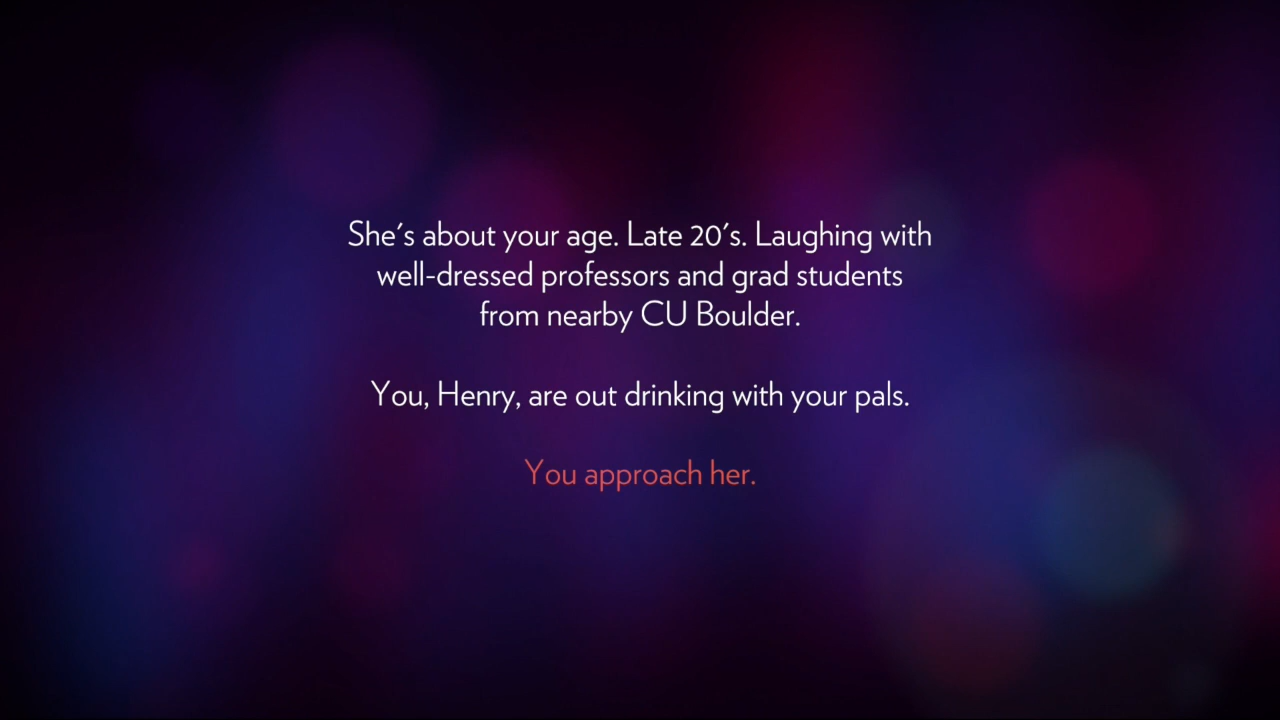 She's about your age. Late 20's. Laughing with
well-dressed professors and grad students
from nearby CU Boulder.
You, Henry, are out drinking with your pals.
You approach her.